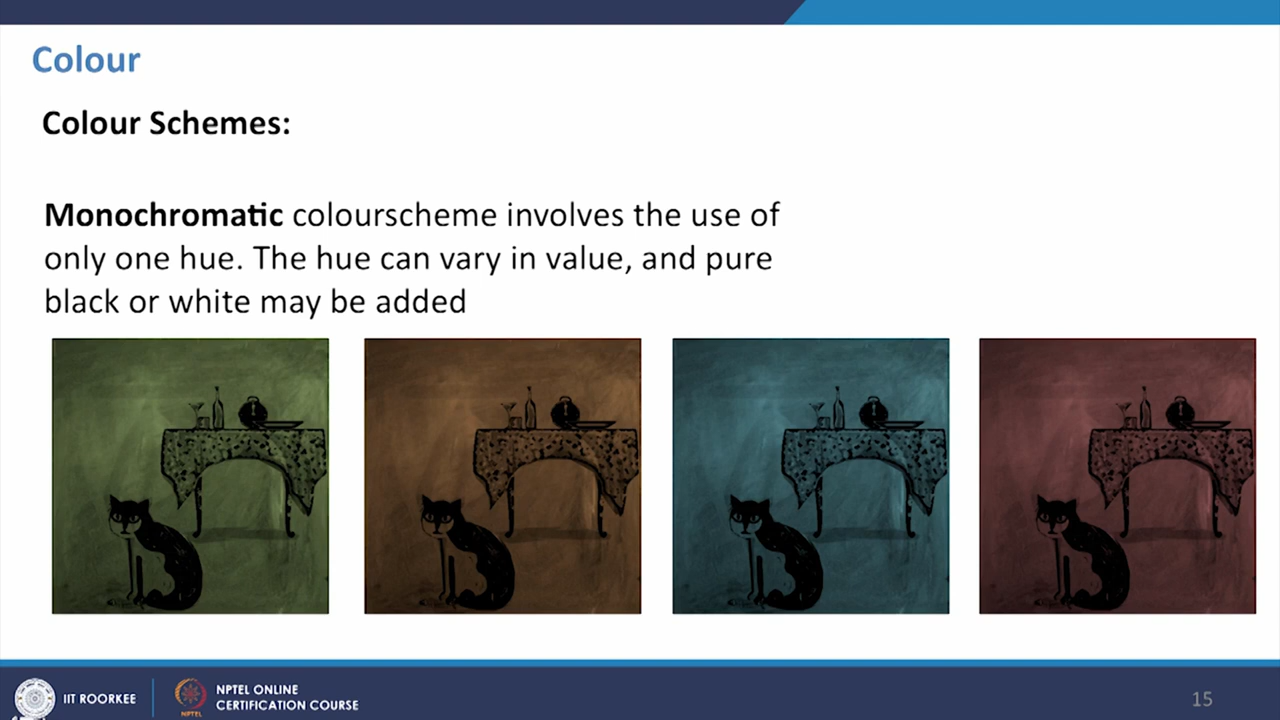 Colour
Colour Schemes:
Monochromatic colourscheme involves the use of
only one hue. The hue can vary in value, and pure
black or white may be added
IIT ROORKEE
NPTEL
NPTEL ONLINE
CERTIFICATION COURSE
15